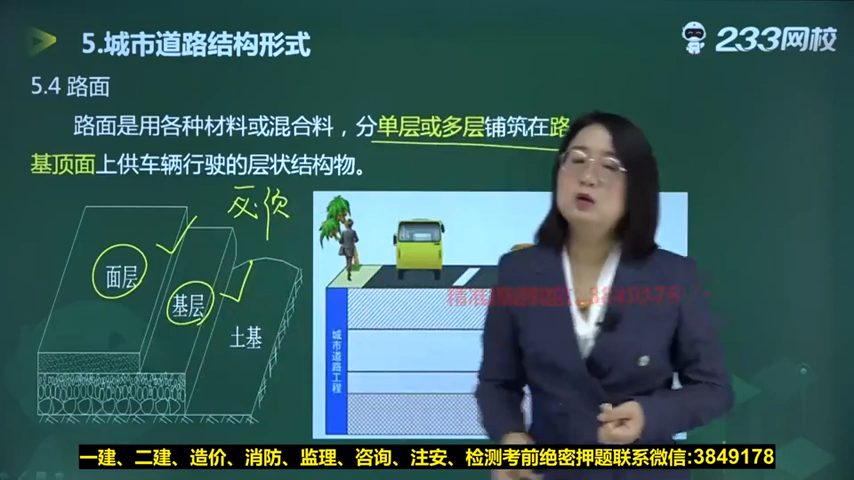 5.城市道路结构形式
233网校
5.4 路面
路面是用各种材料或混合料，分单层或多层铺筑在路
基顶面上供车辆行驶的层状结构物。
面层
基层
土基
城市道路工程
一建、二建、造价、消防、监理、咨询、注安、检测考前绝密押题联系微信:3849178